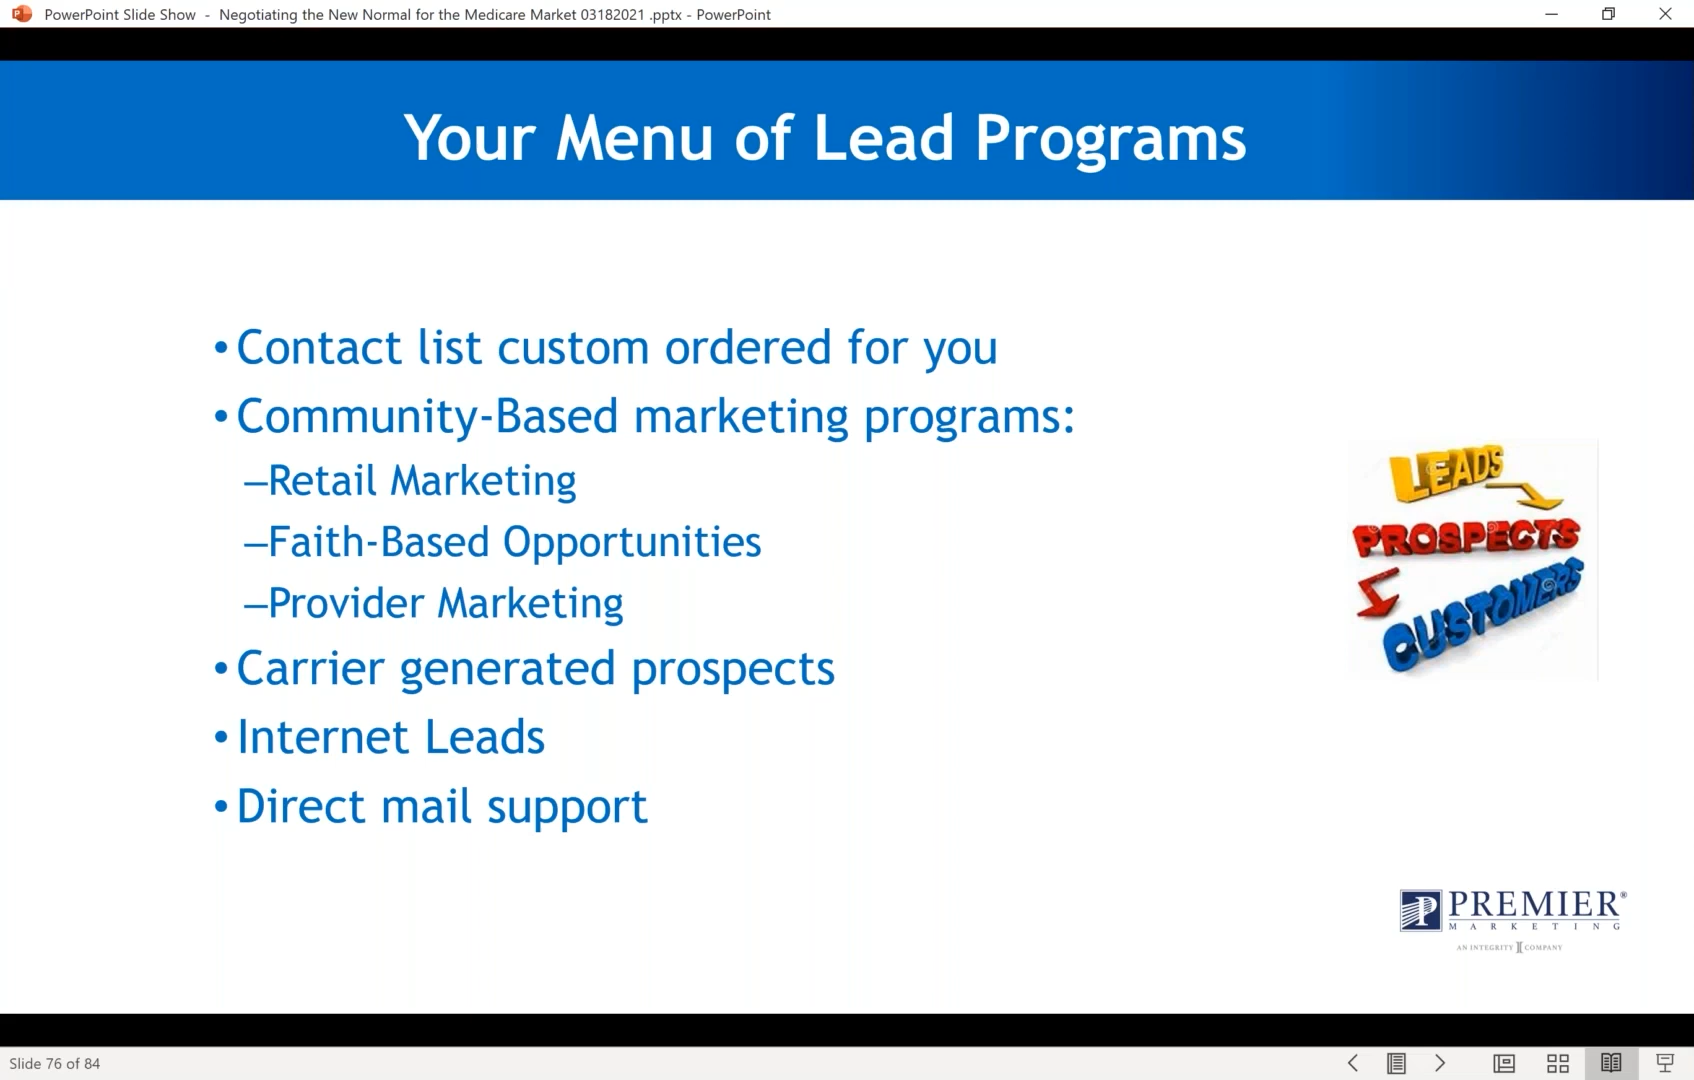 PowerPoint Slide Show - Negotiating the New Normal for the Medicare Market 03182021 .pptx - PowerPoint
Your Menu of Lead Programs
•Contact list custom ordered for you
•Community-Based marketing programs:
–Retail Marketing
–Faith-Based Opportunities
–Provider Marketing
•Carrier generated prospects
•Internet Leads
•Direct mail support
LEADS
PROSPECTS
CUSTOMERS
PREMIER®
MARKETING
AN INTEGRITY COMPANY
Slide 76 of 84